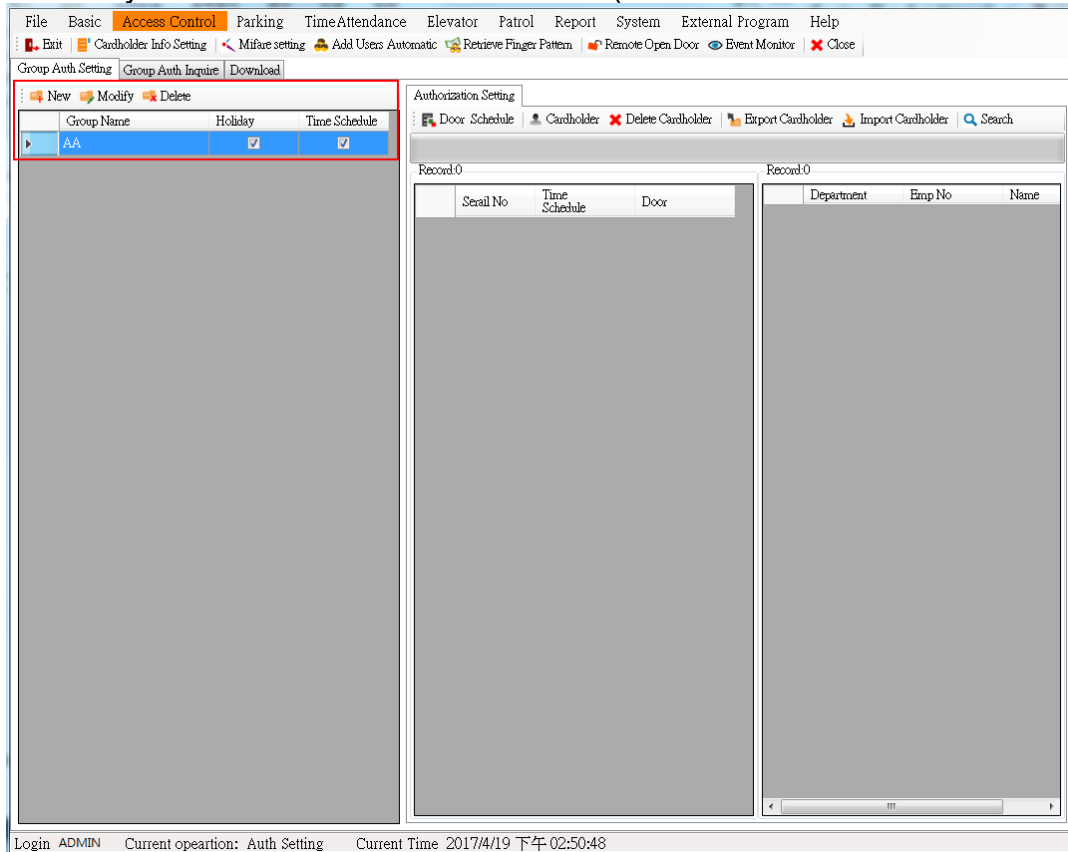 File Basic Access Control Parking TimeAttendance Elevator Patrol Report System External Program Help
Exit Cardholder Info Setting Mifare setting Add Users Automatic Retrieve Finger Pattern Remote Open Door Event Monitor Close
Group Auth Setting Group Auth Inquire Download
New Modify Delete
Group Name Holiday Time Schedule
AA
Authorization Setting
Door Schedule Cardholder Delete Cardholder Export Cardholder Import Cardholder Search
Record:0
Serail No Time Schedule Door
Record:0
Department Emp No Name
Login ADMIN Current opeartion: Auth Setting Current Time 2017/4/19 下午 02:50:48